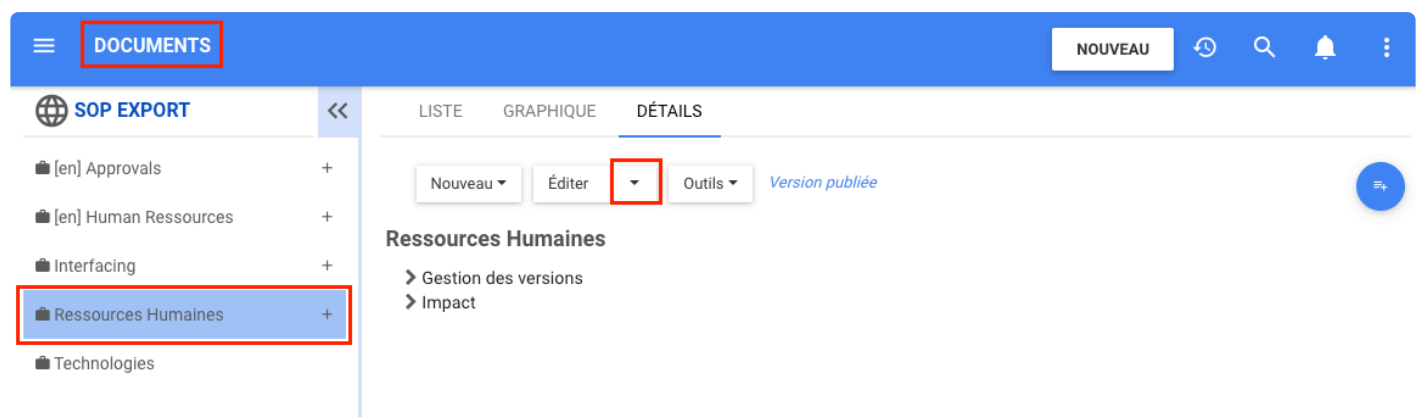 DOCUMENTS
NOUVEAU
SOP EXPORT
LISTE GRAPHIQUE DÉTAILS
[en] Approvals +
[en] Human Ressources +
Interfacing +
Ressources Humaines +
Technologies
Nouveau Éditer Outils Version publiée
Ressources Humaines
Gestion des versions
Impact